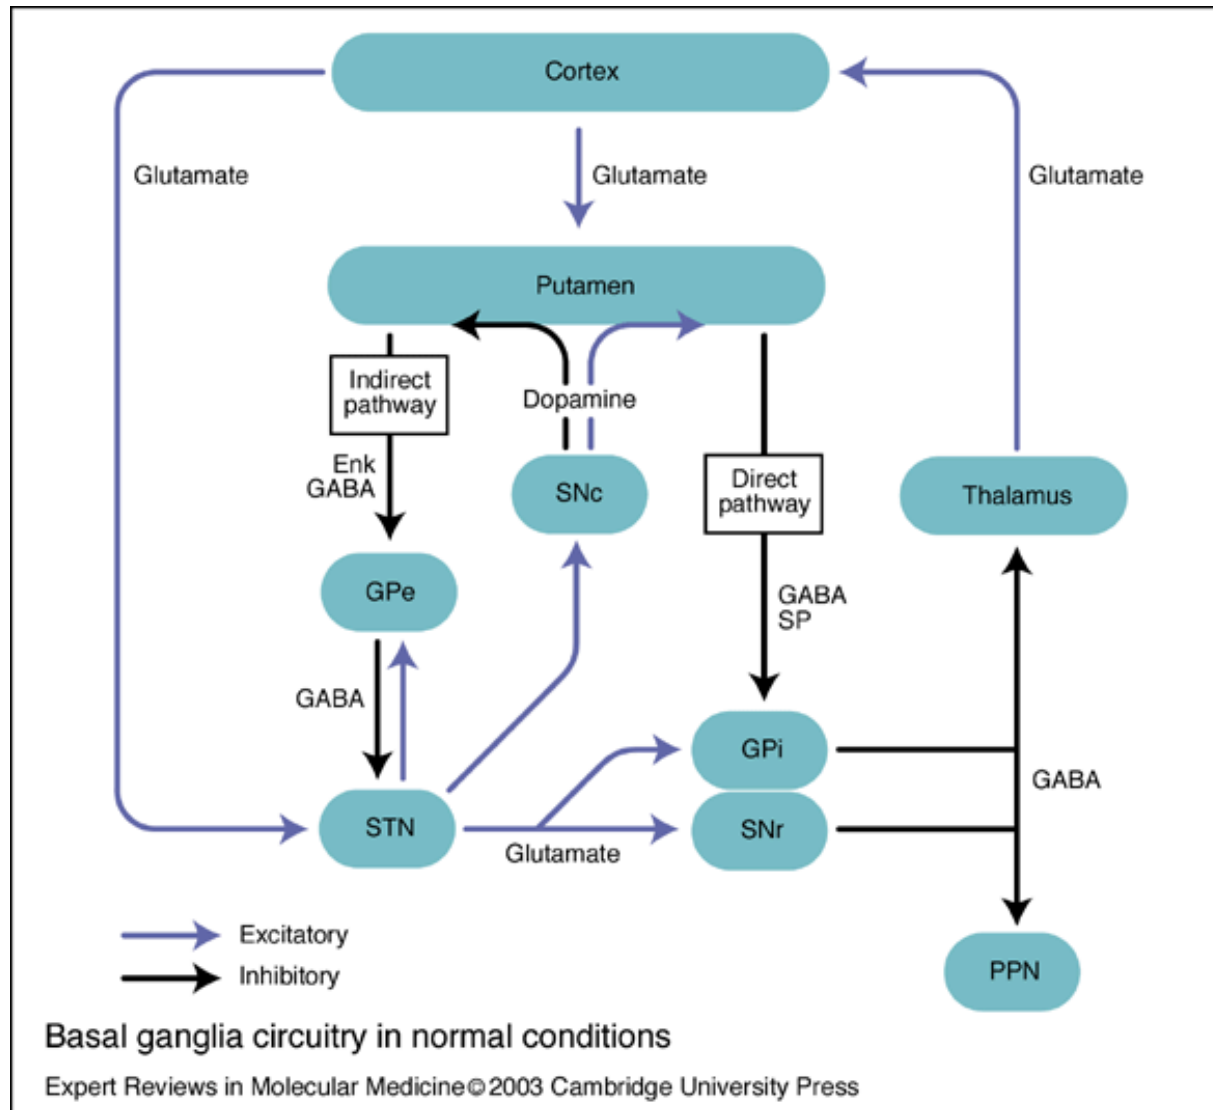 Cortex
Glutamate
Glutamate
Glutamate
Putamen
Indirect
pathway
Dopamine
Enk
GABA
SNc
Direct
pathway
Thalamus
GPe
GABA
SP
GABA
GPi
GABA
STN
SNr
Glutamate
Excitatory
Inhibitory
PPN
Basal ganglia circuitry in normal conditions
Expert Reviews in Molecular Medicine © 2003 Cambridge University Press